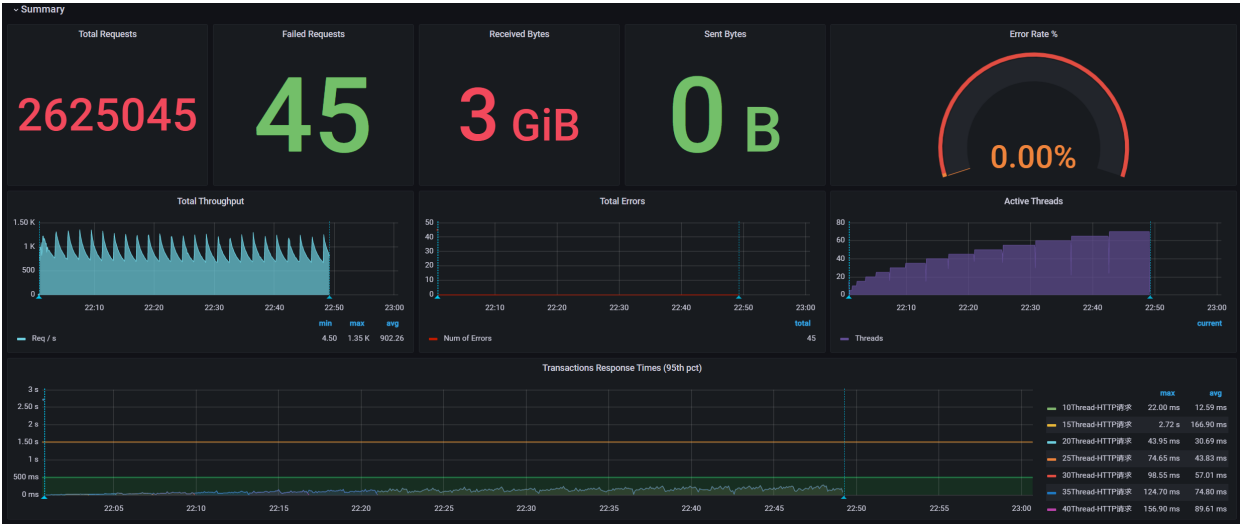 Summary
Total Requests
Failed Requests
Received Bytes
Sent Bytes
Error Rate %
2625045
45
3 GiB
0 B
0.00%
Total Throughput
1.50 K
1 K
500
0
22:10 22:20 22:30 22:40 22:50 23:00
min max avg
Req / s 4.50 1.35 K 902.26
Total Errors
50
40
30
20
10
0
22:10 22:20 22:30 22:40 22:50 23:00
total
Num of Errors 45
Active Threads
80
60
40
20
0
22:10 22:20 22:30 22:40 22:50 23:00
current
Threads
Transactions Response Times (95th pct)
3 s
2.50 s
2 s
1.50 s
1 s
500 ms
0 ms
22:05 22:10 22:15 22:20 22:25 22:30 22:35 22:40 22:45 22:50 22:55 23:00
max avg
10Thread-HTTP请求 22.00 ms 12.59 ms
15Thread-HTTP请求 2.72 s 166.90 ms
20Thread-HTTP请求 43.95 ms 30.69 ms
25Thread-HTTP请求 74.65 ms 43.83 ms
30Thread-HTTP请求 98.55 ms 57.01 ms
35Thread-HTTP请求 124.70 ms 74.80 ms
40Thread-HTTP请求 156.90 ms 89.61 ms